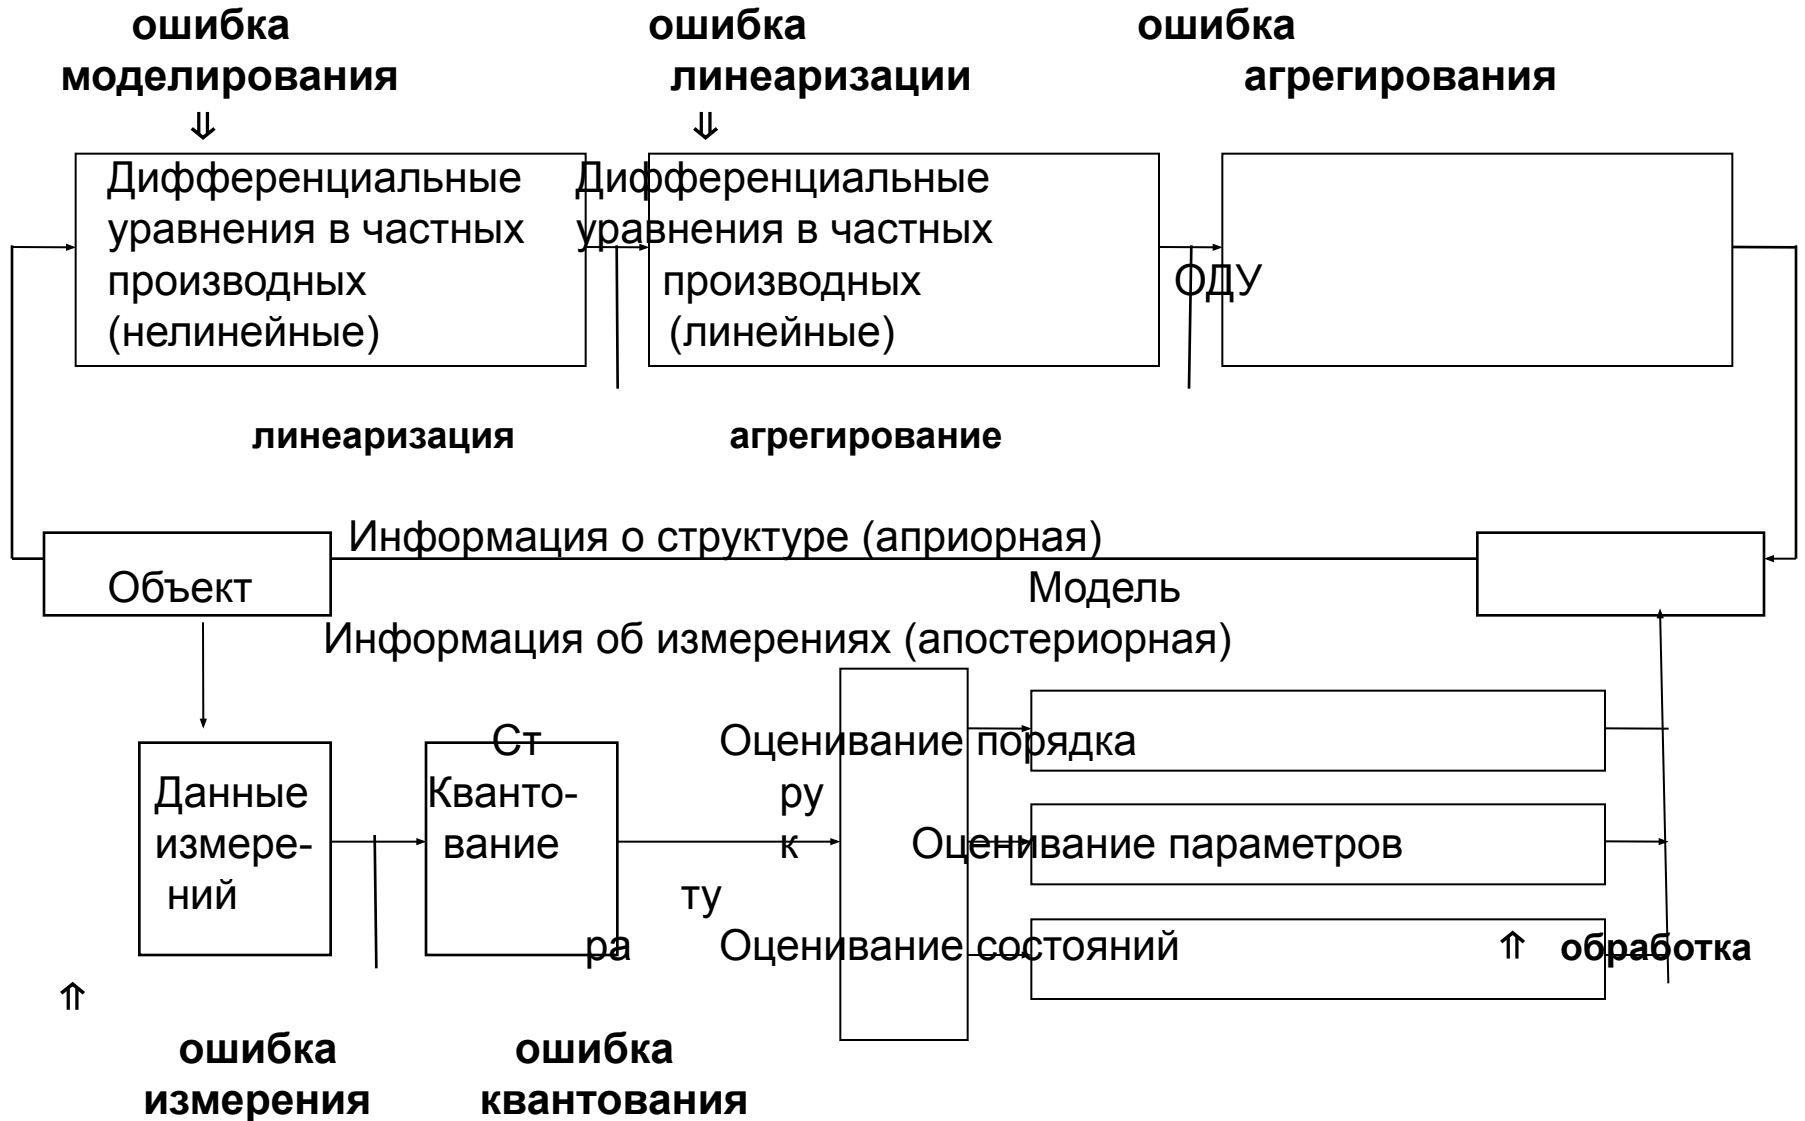 ошибка ошибка ошибка
моделирования линеаризации агрегирования
⇓ ⇓
Дифференциальные Дифференциальные
уравнения в частных уравнения в частных
производных производных ОДУ
(нелинейные) (линейные)
линеаризация агрегирование
Информация о структуре (априорная)
Объект Модель
Информация об измерениях (апостериорная)
Ст Оценивание порядка
Данные Кванто- ру
измере- вание к Оценивание параметров
ний ту
ра Оценивание состояний ⇑ обработка
⇑
ошибка ошибка
измерения квантования